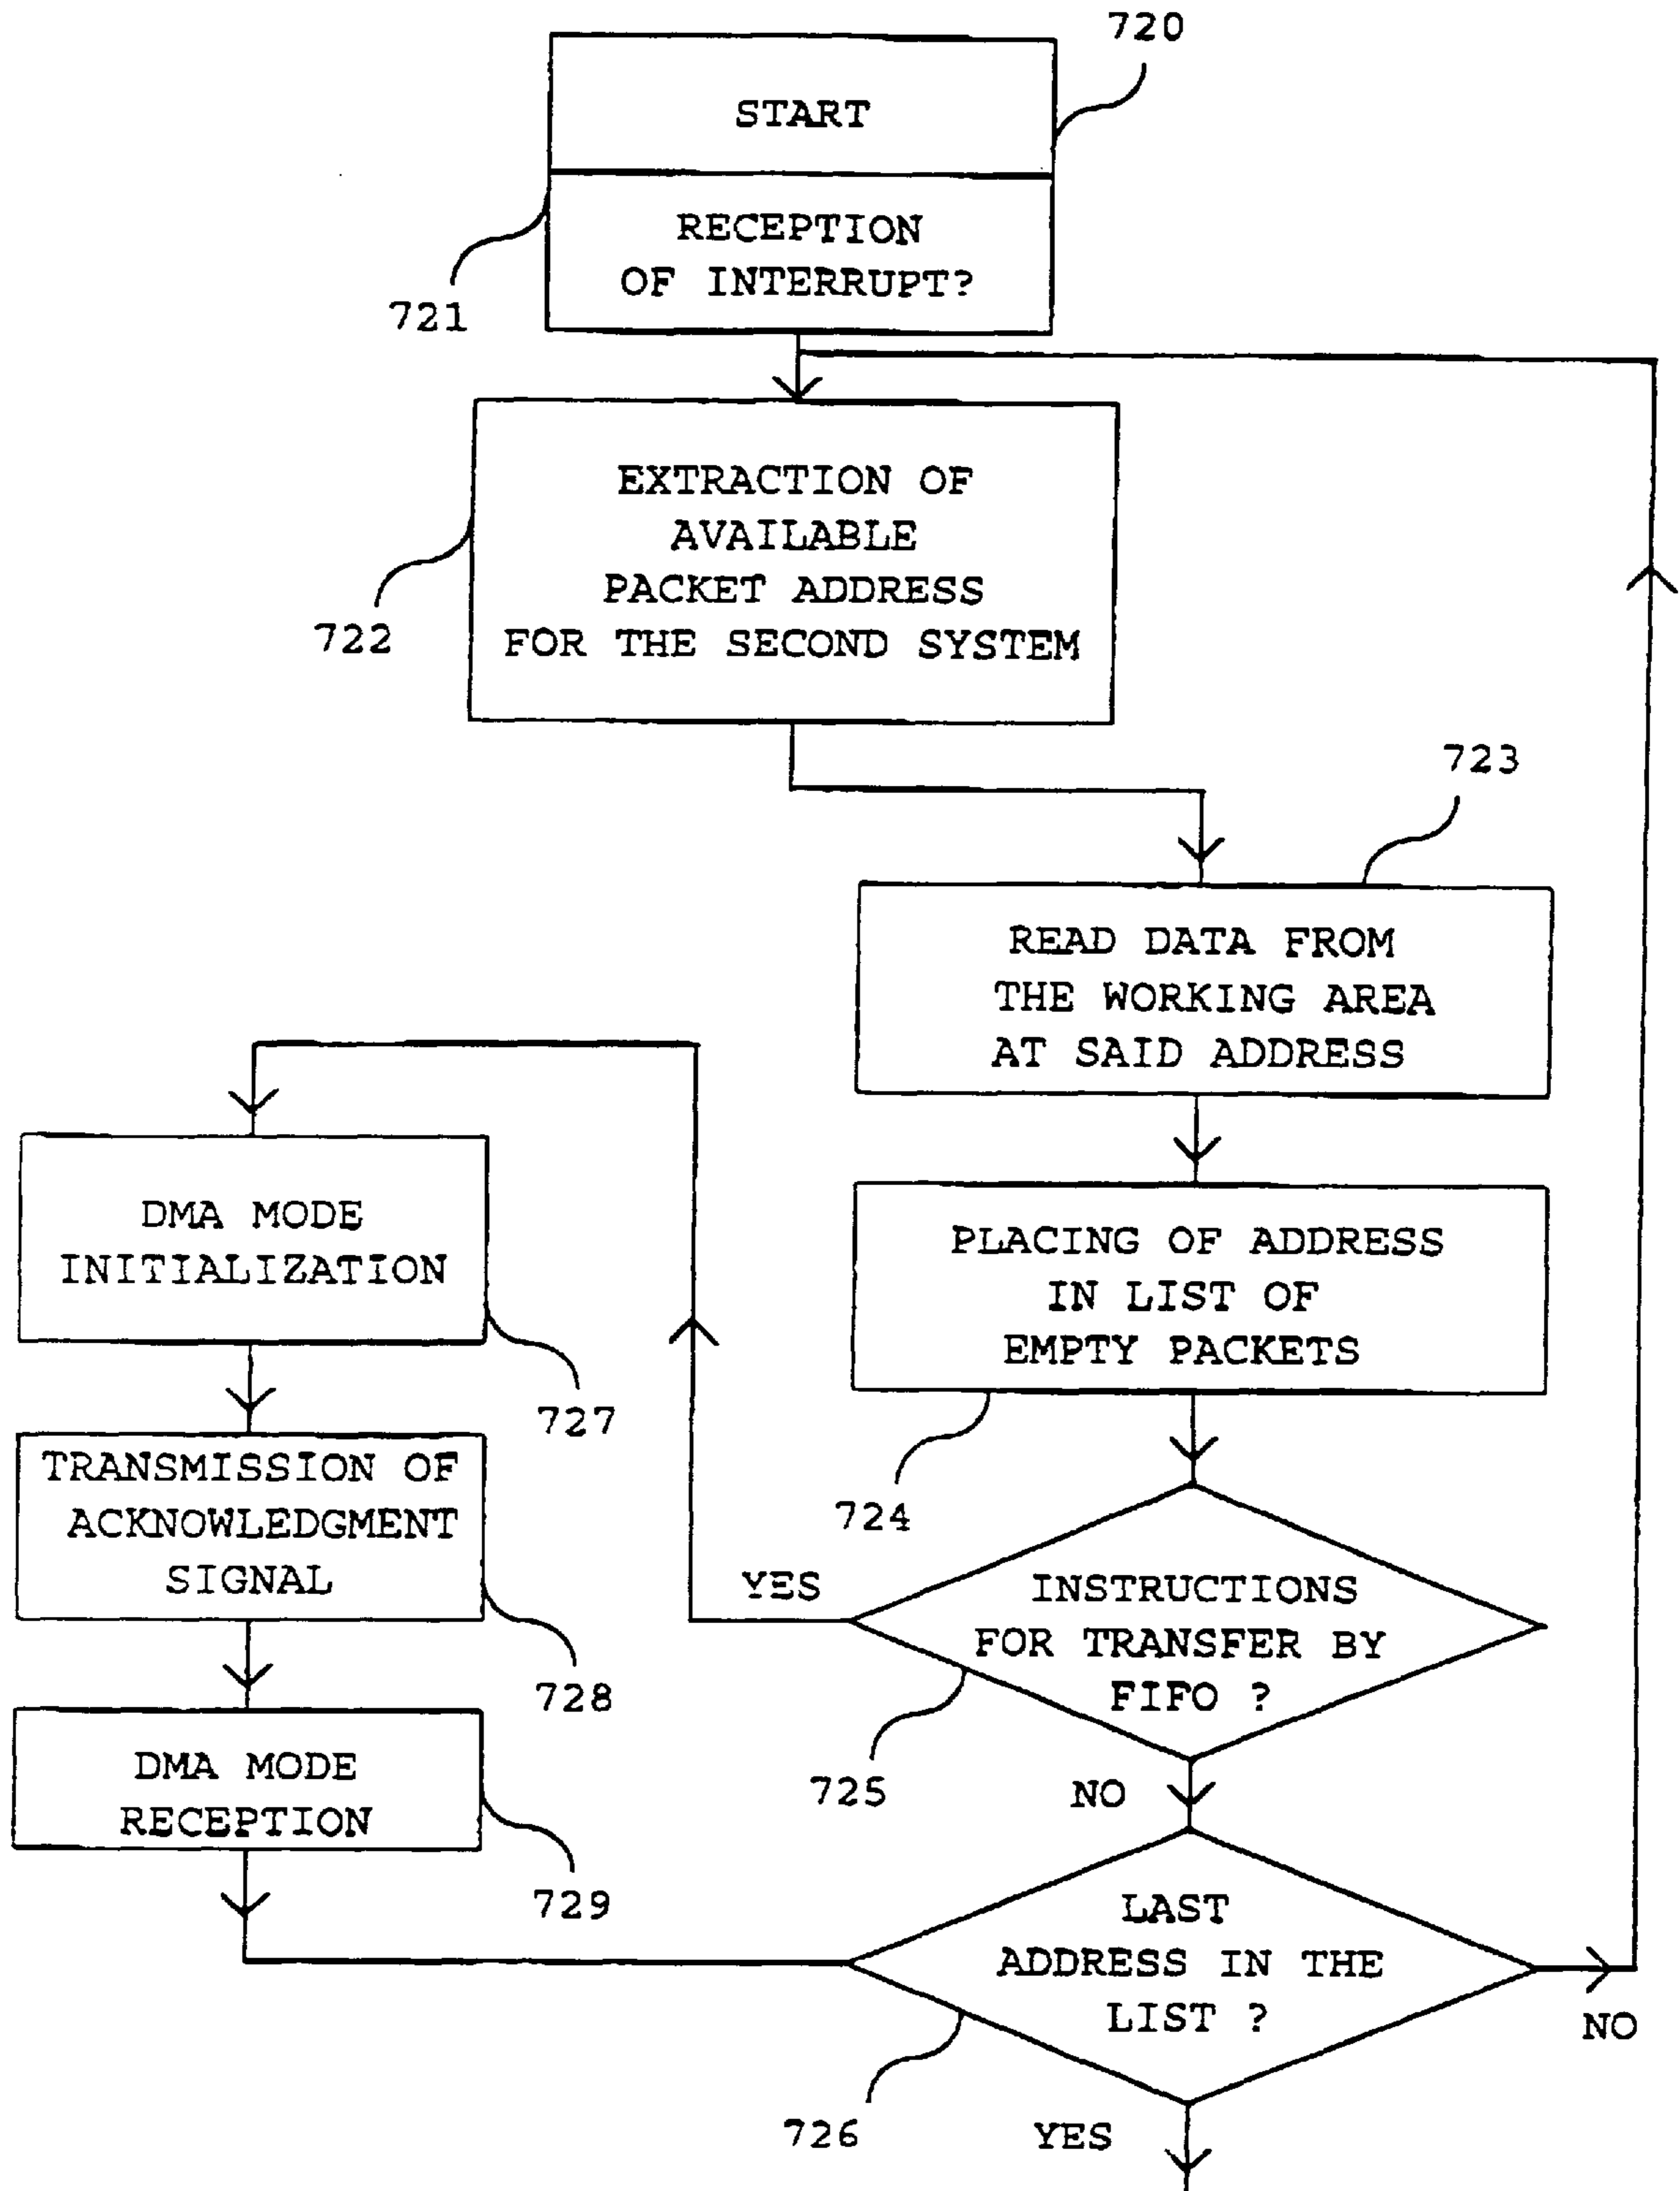 720
START
RECEPTION
OF INTERRUPT?
721
EXTRACTION OF
AVAILABLE
PACKET ADDRESS
FOR THE SECOND SYSTEM
722
723
READ DATA FROM
THE WORKING AREA
AT SAID ADDRESS
PLACING OF ADDRESS
IN LIST OF
EMPTY PACKETS
724
DMA MODE
INITIALIZATION
727
TRANSMISSION OF
ACKNOWLEDGMENT
SIGNAL
728
DMA MODE
RECEPTION
729
YES
INSTRUCTIONS
FOR TRANSFER BY
FIFO ?
725
NO
LAST
ADDRESS IN THE
LIST ?
NO
726
YES